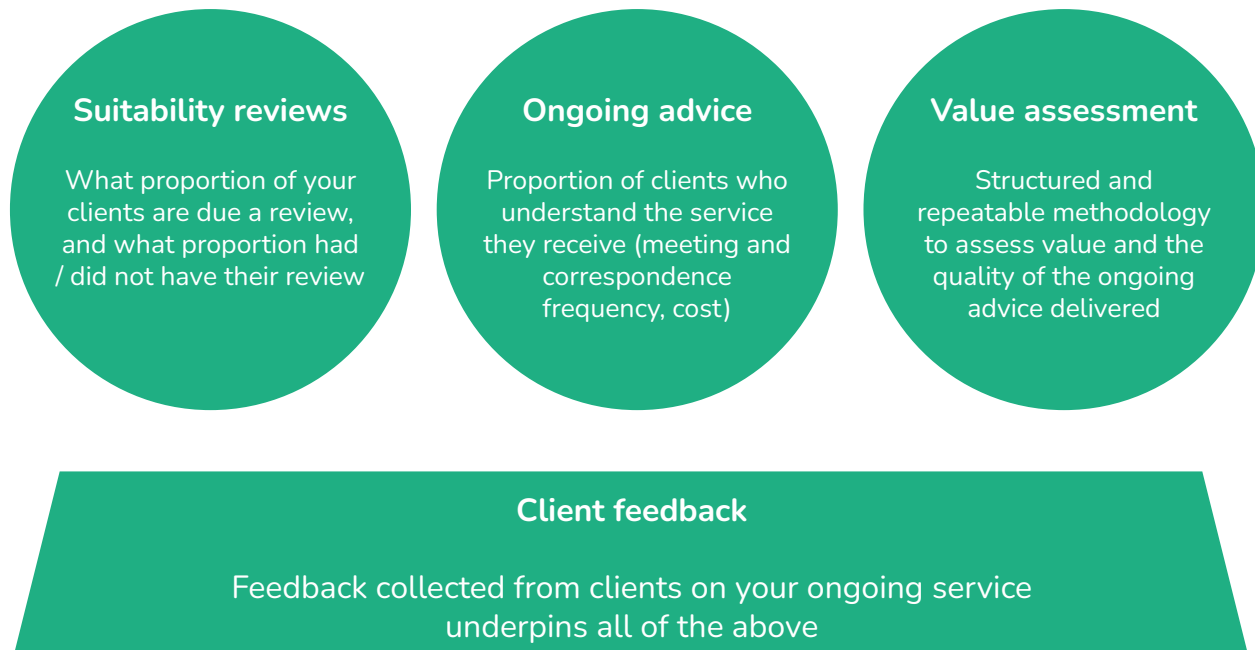 Suitability reviews
What proportion of your
clients are due a review,
and what proportion had
/ did not have their review
Ongoing advice
Proportion of clients who
understand the service
they receive (meeting and
correspondence
frequency, cost)
Value assessment
Structured and
repeatable methodology
to assess value and the
quality of the ongoing
advice delivered
Client feedback
Feedback collected from clients on your ongoing service
underpins all of the above